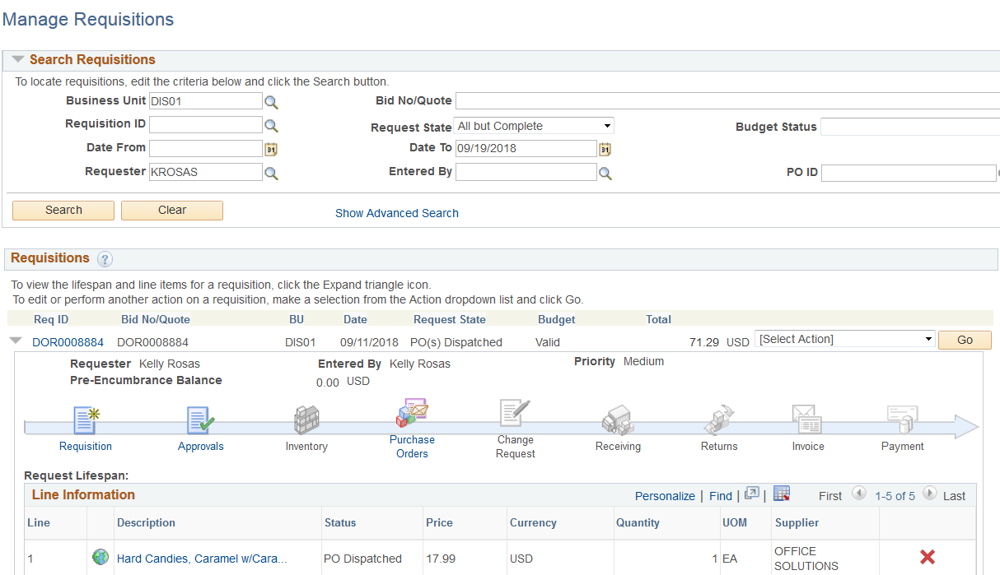 Manage Requisitions
Search Requisitions
To locate requisitions, edit the criteria below and click the Search button.
Business Unit DIS01 Bid No/Quote
Requisition ID Request State All but Complete Budget Status
Date From 31 Date To 09/19/2018 31
Requester KROSAS Entered By PO ID
Search Clear Show Advanced Search
Requisitions ?
To view the lifespan and line items for a requisition, click the Expand triangle icon.
To edit or perform another action on a requisition, make a selection from the Action dropdown list and click Go.
Req ID Bid No/Quote BU Date Request State Budget Total
DOR0008884 DOR0008884 DIS01 09/11/2018 PO(s) Dispatched Valid 71.29 USD [Select Action] Go
Requester Kelly Rosas Entered By Kelly Rosas Priority Medium
Pre-Encumbrance Balance 0.00 USD
Requisition Approvals Inventory Purchase Orders Change Request Receiving Returns Invoice Payment
Request Lifespan:
Line Information Personalize | Find | | First 1-5 of 5 Last
Line Description Status Price Currency Quantity UOM Supplier
1 Hard Candies, Caramel w/Cara... PO Dispatched 17.99 USD 1 EA OFFICE SOLUTIONS